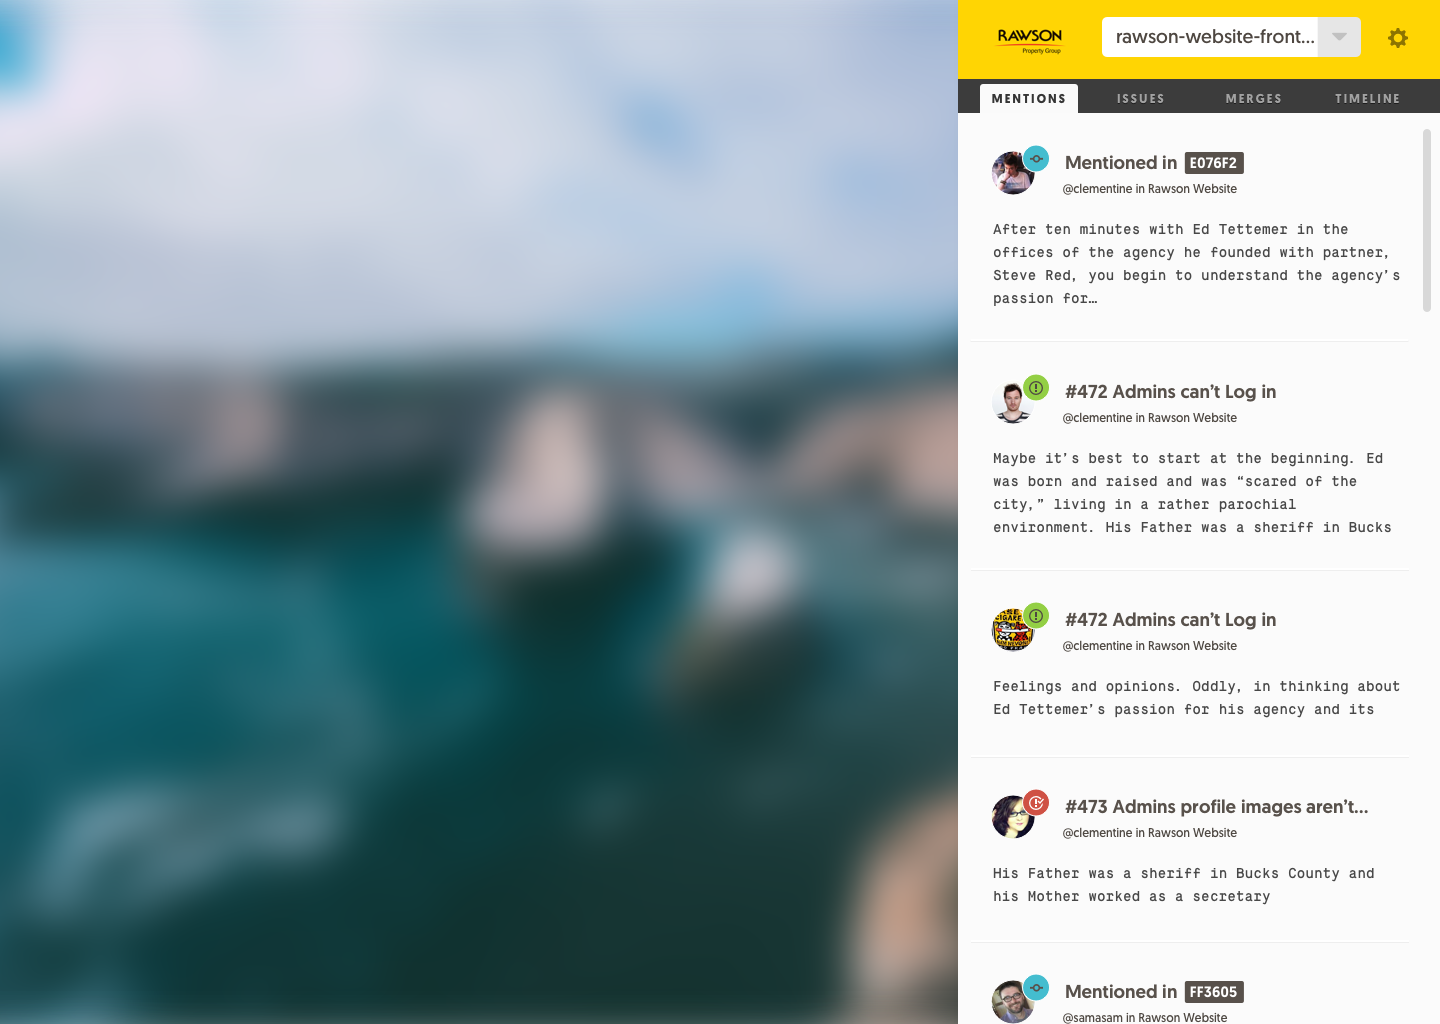 RAWSON
Property Group
rawson-website-front...
MENTIONS
ISSUES
MERGES
TIMELINE
Mentioned in E076F2
@clementine in Rawson Website
After ten minutes with Ed Tettemer in the
offices of the agency he founded with partner,
Steve Red, you begin to understand the agency’s
passion for…
#472 Admins can’t Log in
@clementine in Rawson Website
Maybe it’s best to start at the beginning. Ed
was born and raised and was “scared of the
city,” living in a rather parochial
environment. His Father was a sheriff in Bucks
#472 Admins can’t Log in
@clementine in Rawson Website
Feelings and opinions. Oddly, in thinking about
Ed Tettemer’s passion for his agency and its
#473 Admins profile images aren’t...
@clementine in Rawson Website
His Father was a sheriff in Bucks County and
his Mother worked as a secretary
Mentioned in FF3605
@samasam in Rawson Website